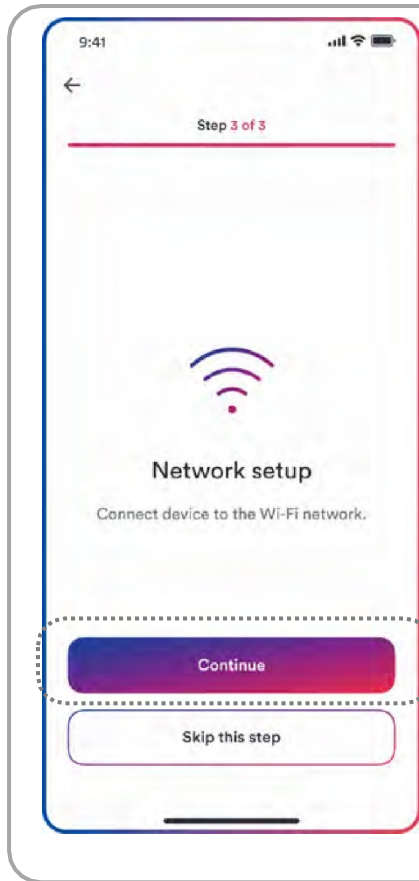 9:41
Step 3 of 3
Network setup
Connect device to the Wi-Fi network.
Continue
Skip this step